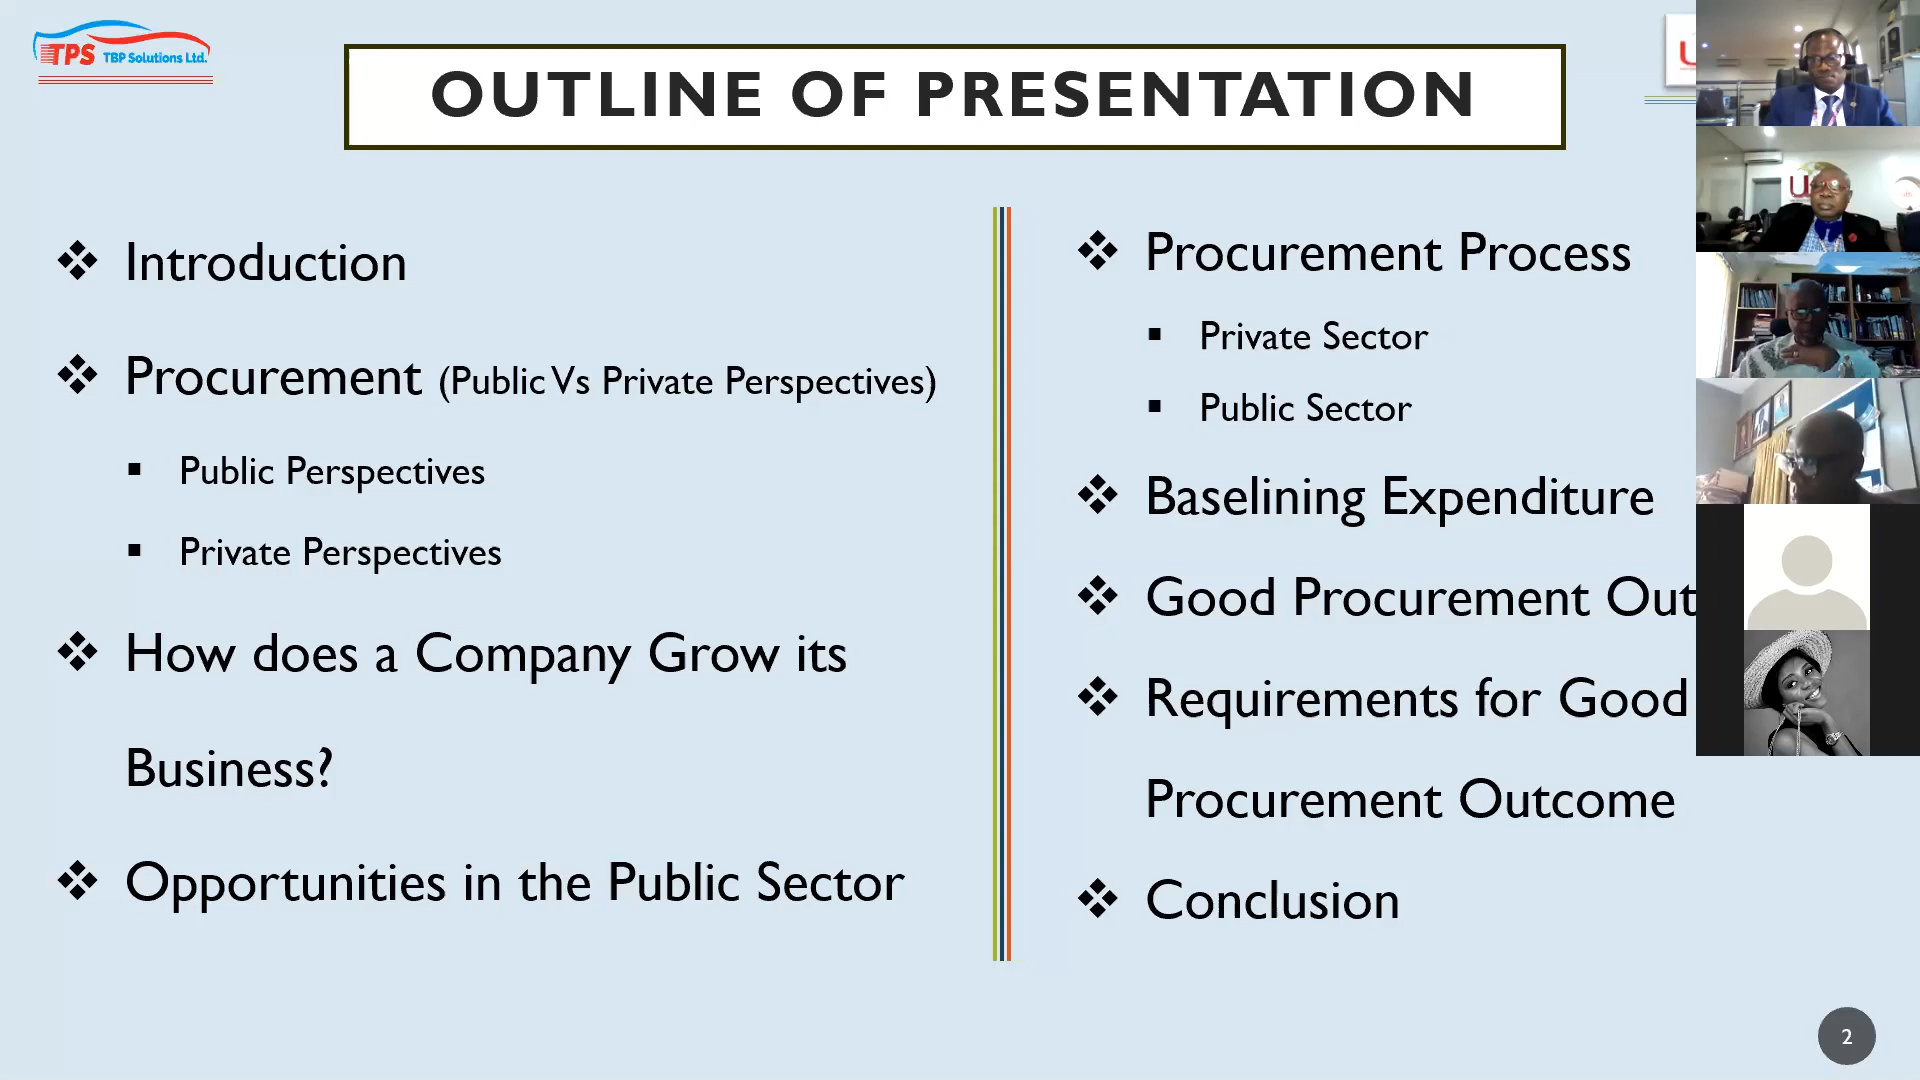 TPS TBP Solutions Ltd.
OUTLINE OF PRESENTATION
❖ Introduction
❖ Procurement (Public Vs Private Perspectives)
▪ Public Perspectives
▪ Private Perspectives
❖ How does a Company Grow its
Business?
❖ Opportunities in the Public Sector
❖ Procurement Process
▪ Private Sector
▪ Public Sector
❖ Baselining Expenditure
❖ Good Procurement Out
❖ Requirements for Good
Procurement Outcome
❖ Conclusion
2